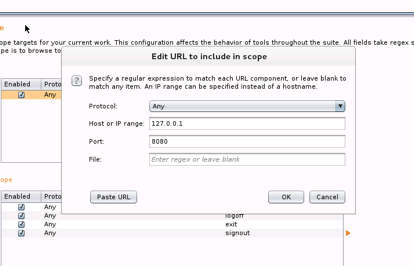 e
ope targets for your current work. This configuration affects the behavior of tools throughout the suite. All fields take regex s
pe is to browse to
Edit URL to include in scope
Specify a regular expression to match each URL component, or leave blank to
match any item. An IP range can be specified instead of a hostname.
Protocol: Any
Host or IP range: 127.0.0.1
Port: 8080
File: Enter regex or leave blank
Paste URL OK Cancel
Enabled Proto
Any
ope
Enabled Proto
Any
Any logoff
Any exit
Any signout